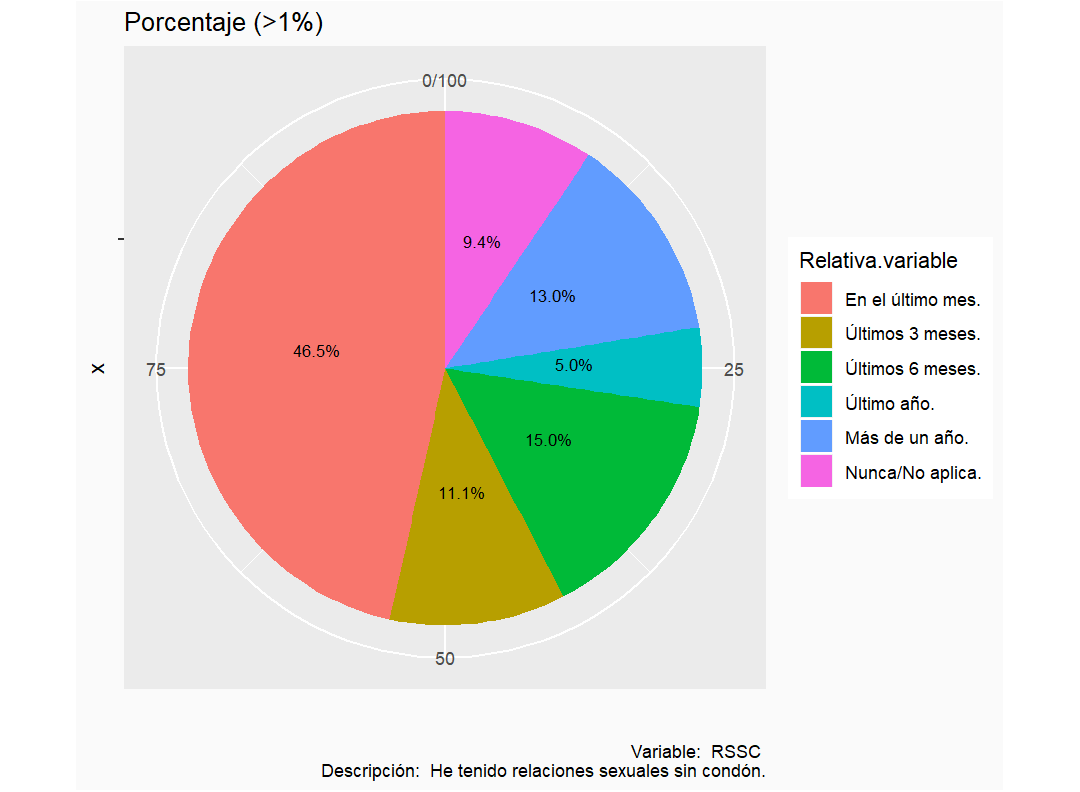 Porcentaje (>1%)
0/100
9.4%
13.0%
46.5%
5.0%
75
25
x
15.0%
11.1%
50
Relativa.variable
En el último mes.
Últimos 3 meses.
Últimos 6 meses.
Último año.
Más de un año.
Nunca/No aplica.
Variable:  RSSC
Descripción:  He tenido relaciones sexuales sin condón.